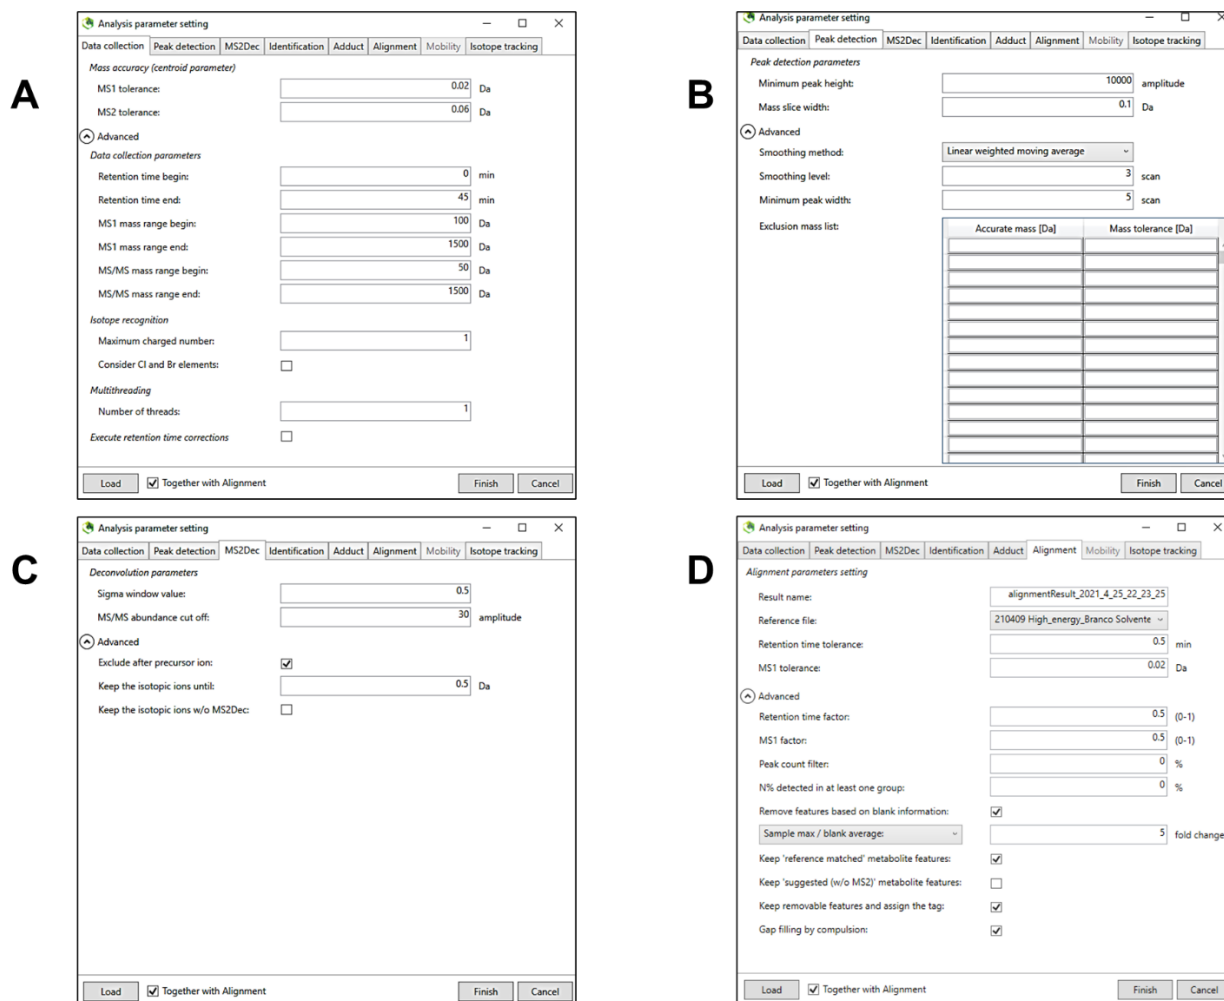 A
Analysis parameter setting
Data collection Peak detection MS2Dec Identification Adduct Alignment Mobility Isotope tracking
Mass accuracy (centroid parameter)
MS1 tolerance: 0.02 Da
MS2 tolerance: 0.06 Da
Advanced
Data collection parameters
Retention time begin: 0 min
Retention time end: 45 min
MS1 mass range begin: 100 Da
MS1 mass range end: 1500 Da
MS/MS mass range begin: 50 Da
MS/MS mass range end: 1500 Da
Isotope recognition
Maximum charged number: 1
Consider Cl and Br elements:
Multithreading
Number of threads: 1
Execute retention time corrections
Load Together with Alignment Finish Cancel
B
Analysis parameter setting
Data collection Peak detection MS2Dec Identification Adduct Alignment Mobility Isotope tracking
Peak detection parameters
Minimum peak height: 10000 amplitude
Mass slice width: 0.1 Da
Advanced
Smoothing method: Linear weighted moving average
Smoothing level: 3 scan
Minimum peak width: 5 scan
Exclusion mass list: Accurate mass [Da] Mass tolerance [Da]
Load Together with Alignment Finish Cancel
C
Analysis parameter setting
Data collection Peak detection MS2Dec Identification Adduct Alignment Mobility Isotope tracking
Deconvolution parameters
Sigma window value: 0.5
MS/MS abundance cut off: 30 amplitude
Advanced
Exclude after precursor ion:
Keep the isotopic ions until: 0.5 Da
Keep the isotopic ions w/o MS2Dec:
Load Together with Alignment Finish Cancel
D
Analysis parameter setting
Data collection Peak detection MS2Dec Identification Adduct Alignment Mobility Isotope tracking
Alignment parameters setting
Result name: alignmentResult_2021_4_25_22_23_25
Reference file: 210409 High_energy_Branco Solvente
Retention time tolerance: 0.5 min
MS1 tolerance: 0.02 Da
Advanced
Retention time factor: 0.5 (0-1)
MS1 factor: 0.5 (0-1)
Peak count filter: 0 %
N% detected in at least one group: 0 %
Remove features based on blank information:
Sample max / blank average: 5 fold change
Keep 'reference matched' metabolite features:
Keep 'suggested (w/o MS2)' metabolite features:
Keep removable features and assign the tag:
Gap filling by compulsion:
Load Together with Alignment Finish Cancel